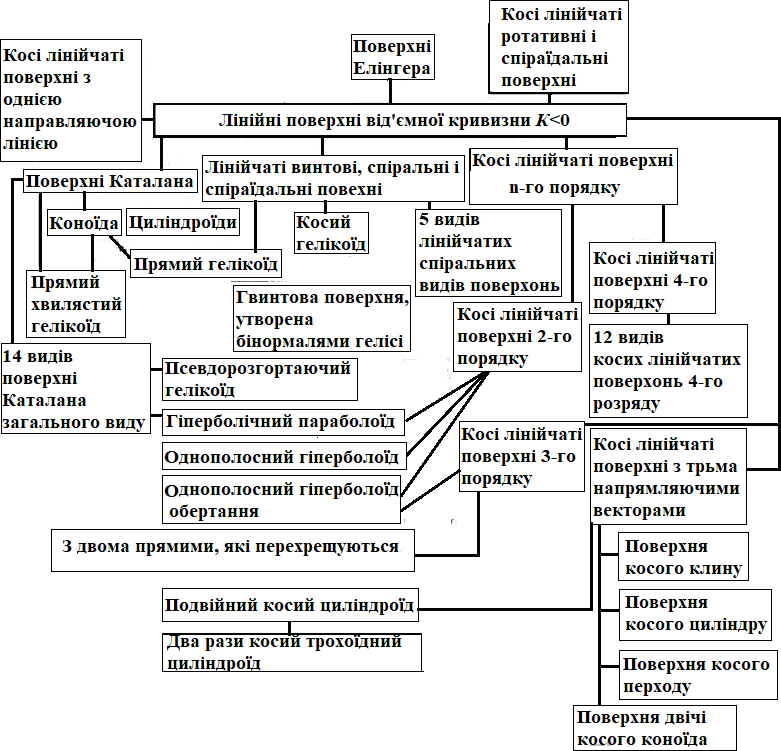 Косі лінійчаті
ротативні і
спіраїдальні
поверхні
Поверхні
Елінгера
Косі лінійчаті
поверхні з
однією
направляючою
лінією
Лінійні поверхні від'ємної кривизни К<0
Поверхні Каталана
Лінійчаті винтові, спіральні і
спіраїдальні повехні
Косі лінійчаті поверхні
n-го порядку
Коноїда
Циліндроїди
Косий
гелікоїд
5 видів
лінійчатих
спіральних
видів поверхонь
Прямий гелікоїд
Косі лінійчаті
поверхні 4-го
порядку
Прямий
хвилястий
гелікоїд
Гвинтова поверхня,
утворена
бінормалями гелісі
Косі лінійчаті
поверхні 2-го
порядку
12 видів
косих лінійчатих
поверхонь 4-го
розряду
14 видів
поверхні
Каталана
загального виду
Псевдорозгортаючий
гелікоїд
Гіперболічний параболоїд
Однополосний гіперболоїд
Однополосний гіперболоїд
обертання
Косі лінійчаті
поверхні 3-го
порядку
Косі лінійчаті
поверхні з трьма
напрямляючими
векторами
З двома прямими, які перехрещуються
Поверхня
косого клину
Подвійний косий циліндроїд
Поверхня
косого циліндру
Два рази косий трохоїдний
циліндроїд
Поверхня косого
перходу
Поверхня двічі
косого коноїда